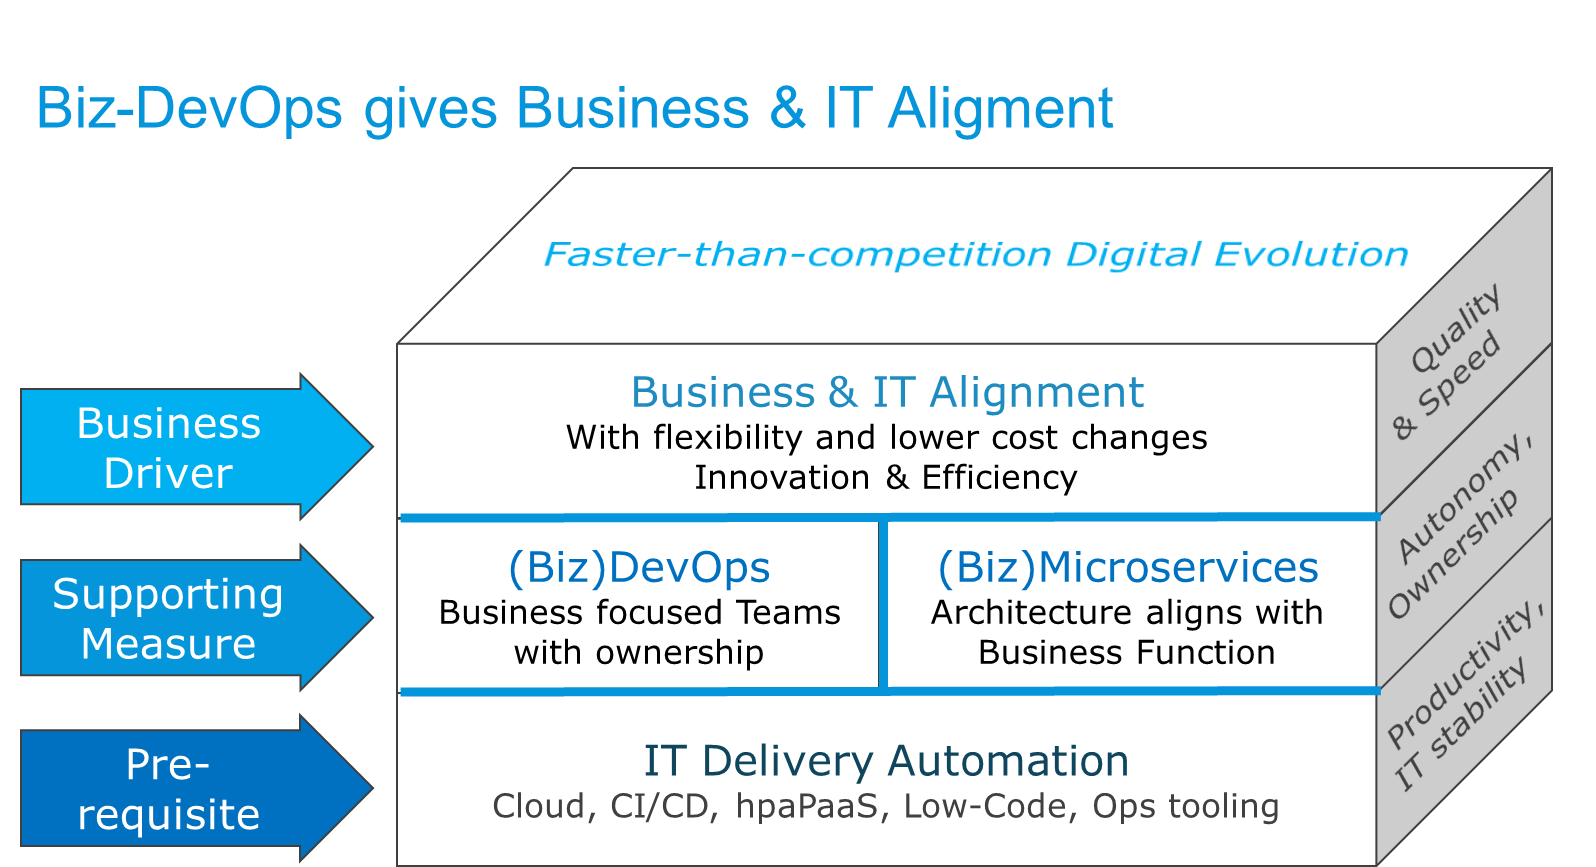 Biz-DevOps gives Business & IT Aligment
Faster-than-competition Digital Evolution
Quality
& Speed
Business
Driver
Business & IT Alignment
With flexibility and lower cost changes
Innovation & Efficiency
Autonomy,
Ownership
Supporting
Measure
(Biz)DevOps
Business focused Teams
with ownership
(Biz)Microservices
Architecture aligns with
Business Function
Productivity,
IT stability
Pre-
requisite
IT Delivery Automation
Cloud, CI/CD, hpaPaaS, Low-Code, Ops tooling